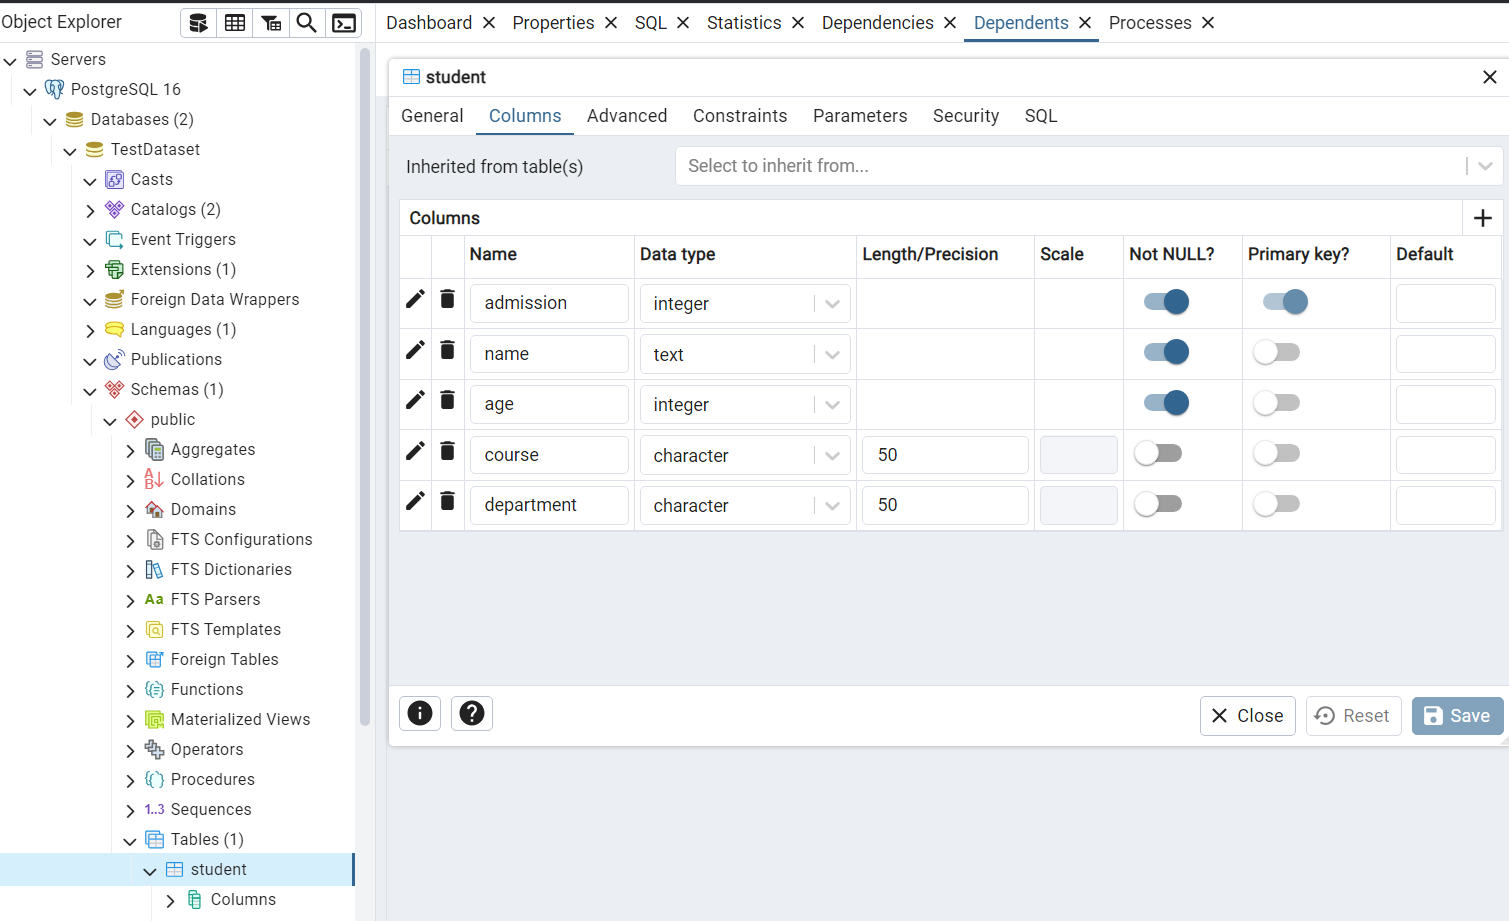 Object Explorer
Dashboard Properties SQL Statistics Dependencies Dependents Processes
Servers
PostgreSQL 16
Databases (2)
TestDataset
Casts
Catalogs (2)
Event Triggers
Extensions (1)
Foreign Data Wrappers
Languages (1)
Publications
Schemas (1)
public
Aggregates
Collations
Domains
FTS Configurations
FTS Dictionaries
Aa FTS Parsers
FTS Templates
Foreign Tables
Functions
Materialized Views
Operators
Procedures
1..3 Sequences
Tables (1)
student
Columns
student
General Columns Advanced Constraints Parameters Security SQL
Inherited from table(s) Select to inherit from...
Columns
Name Data type Length/Precision Scale Not NULL? Primary key? Default
admission integer
name text
age integer
course character 50
department character 50
Close Reset Save